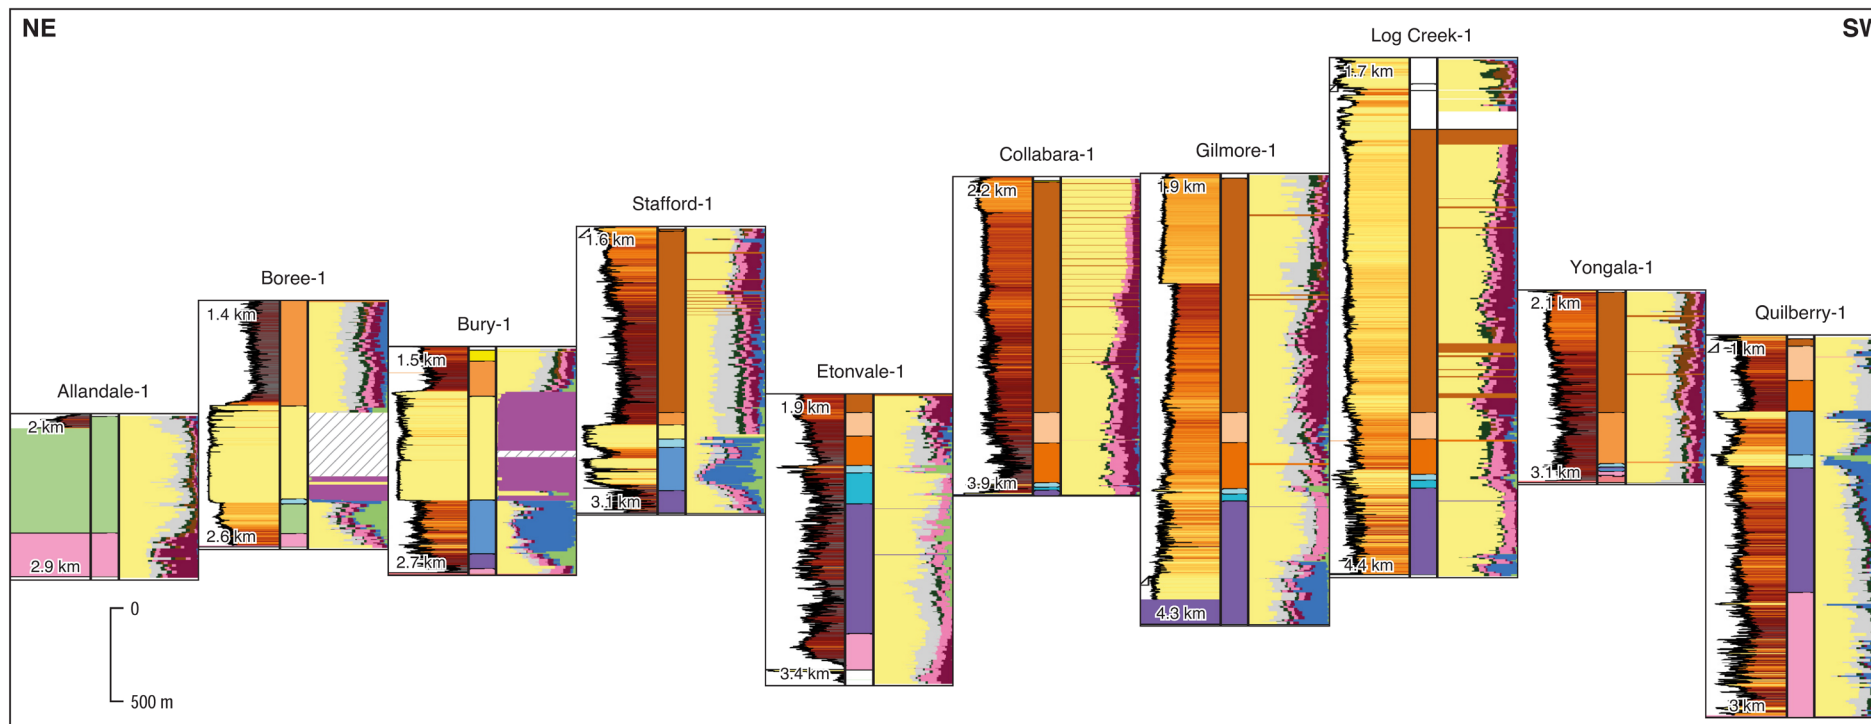 NE
SW
Log Creek-1
1.7 km
4.4 km
Collabara-1
2.2 km
3.9 km
Gilmore-1
1.9 km
4.3 km
Stafford-1
1.6 km
3.1 km
Yongala-1
2.1 km
3.1 km
Boree-1
1.4 km
2.6 km
Quilberry-1
1 km
3 km
Bury-1
1.5 km
2.7 km
Etonvale-1
1.9 km
3.4 km
Allandale-1
2 km
2.9 km
0
500 m